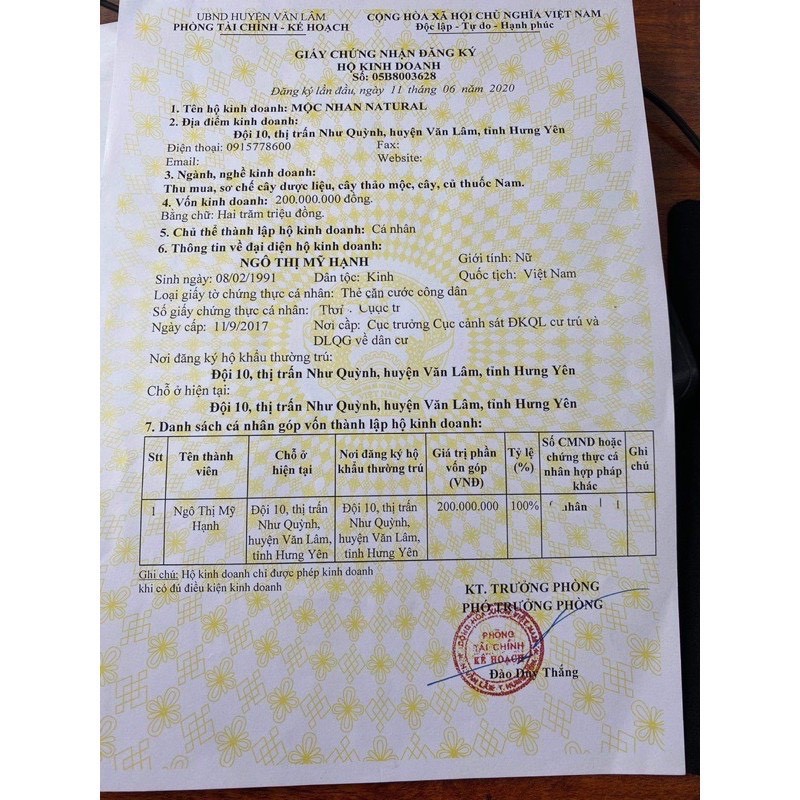 UBND HUYỆN VĂN LÂM
PHÒNG TÀI CHÍNH - KẾ HOẠCH
CỘNG HÒA XÃ HỘI CHỦ NGHĨA VIỆT NAM
Độc lập - Tự do - Hạnh phúc
GIẤY CHỨNG NHẬN ĐĂNG KÝ
HỘ KINH DOANH
Số: 05B8003628
Đăng ký lần đầu, ngày 11 tháng 06 năm 2020
1. Tên hộ kinh doanh: MỘC NHAN NATURAL
2. Địa điểm kinh doanh:
Đội 10, thị trấn Như Quỳnh, huyện Văn Lâm, tỉnh Hưng Yên
Điện thoại: 0915778600 Fax:
Email: Website:
3. Ngành, nghề kinh doanh:
Thu mua, sơ chế cây dược liệu, cây thảo mộc, cây, củ thuốc Nam.
4. Vốn kinh doanh: 200.000.000 đồng.
Bằng chữ: Hai trăm triệu đồng.
5. Chủ thể thành lập hộ kinh doanh: Cá nhân
6. Thông tin về đại diện hộ kinh doanh:
NGÔ THỊ MỸ HẠNH Giới tính: Nữ
Sinh ngày: 08/02/1991 Dân tộc: Kinh Quốc tịch: Việt Nam
Loại giấy tờ chứng thực cá nhân: Thẻ căn cước công dân
Số giấy chứng thực cá nhân:
Ngày cấp: 11/9/2017 Nơi cấp: Cục trưởng Cục cảnh sát ĐKQL cư trú và
DLQG về dân cư
Nơi đăng ký hộ khẩu thường trú:
Đội 10, thị trấn Như Quỳnh, huyện Văn Lâm, tỉnh Hưng Yên
Chỗ ở hiện tại:
Đội 10, thị trấn Như Quỳnh, huyện Văn Lâm, tỉnh Hưng Yên
7. Danh sách cá nhân góp vốn thành lập hộ kinh doanh:
Stt
Tên thành
viên
Chỗ ở
hiện tại
Nơi đăng ký hộ
khẩu thường trú
Giá trị phần
vốn góp
(VNĐ)
Tỷ lệ
(%)
Số CMND hoặc
chứng thực cá
nhân hợp pháp
khác
Ghi
chú
1
Ngô Thị Mỹ
Hạnh
Đội 10, thị trấn
Như Quỳnh,
huyện Văn Lâm,
tỉnh Hưng Yên
Đội 10, thị trấn
Như Quỳnh,
huyện Văn Lâm,
tỉnh Hưng Yên
200.000.000
100%
nhân
Ghi chú: Hộ kinh doanh chỉ được phép kinh doanh
khi có đủ điều kiện kinh doanh
KT. TRƯỞNG PHÒNG
PHÓ TRƯỞNG PHÒNG
PHÒNG
TÀI CHÍNH
KẾ HOẠCH
Đào Duy Thắng